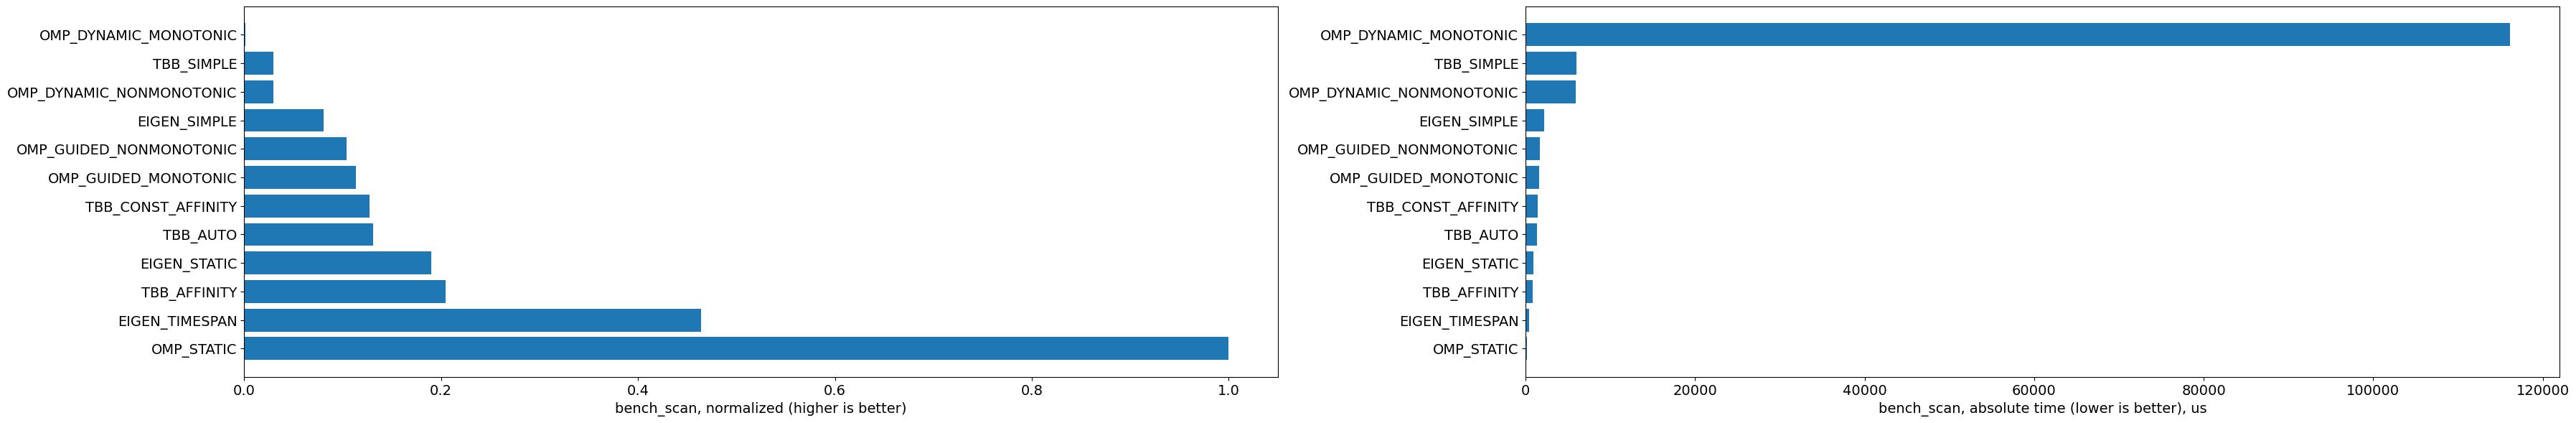 OMP_DYNAMIC_MONOTONIC
TBB_SIMPLE
OMP_DYNAMIC_NONMONOTONIC
EIGEN_SIMPLE
OMP_GUIDED_NONMONOTONIC
OMP_GUIDED_MONOTONIC
TBB_CONST_AFFINITY
TBB_AUTO
EIGEN_STATIC
TBB_AFFINITY
EIGEN_TIMESPAN
OMP_STATIC
0.0 0.2 0.4 0.6 0.8 1.0
bench_scan, normalized (higher is better)
OMP_DYNAMIC_MONOTONIC
TBB_SIMPLE
OMP_DYNAMIC_NONMONOTONIC
EIGEN_SIMPLE
OMP_GUIDED_NONMONOTONIC
OMP_GUIDED_MONOTONIC
TBB_CONST_AFFINITY
TBB_AUTO
EIGEN_STATIC
TBB_AFFINITY
EIGEN_TIMESPAN
OMP_STATIC
0 20000 40000 60000 80000 100000 120000
bench_scan, absolute time (lower is better), us